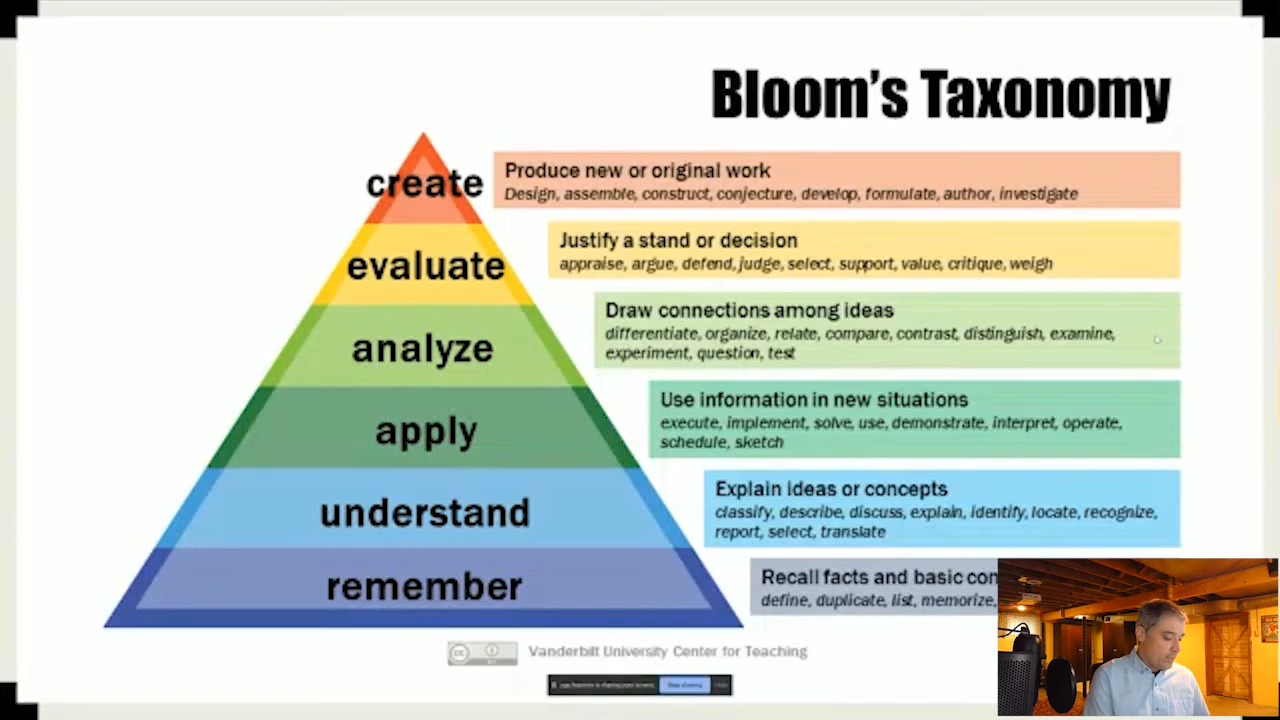 Bloom's Taxonomy
create
Produce new or original work
Design, assemble, construct, conjecture, develop, formulate, author, investigate
evaluate
Justify a stand or decision
appraise, argue, defend, judge, select, support, value, critique, weigh
analyze
Draw connections among ideas
differentiate, organize, relate, compare, contrast, distinguish, examine,
experiment, question, test
apply
Use information in new situations
execute, implement, solve, use, demonstrate, interpret, operate,
schedule, sketch
understand
Explain ideas or concepts
classify, describe, discuss, explain, identify, locate, recognize,
report, select, translate
remember
Recall facts and basic con
define, duplicate, list, memorize,
cc
Vanderbilt University Center for Teaching